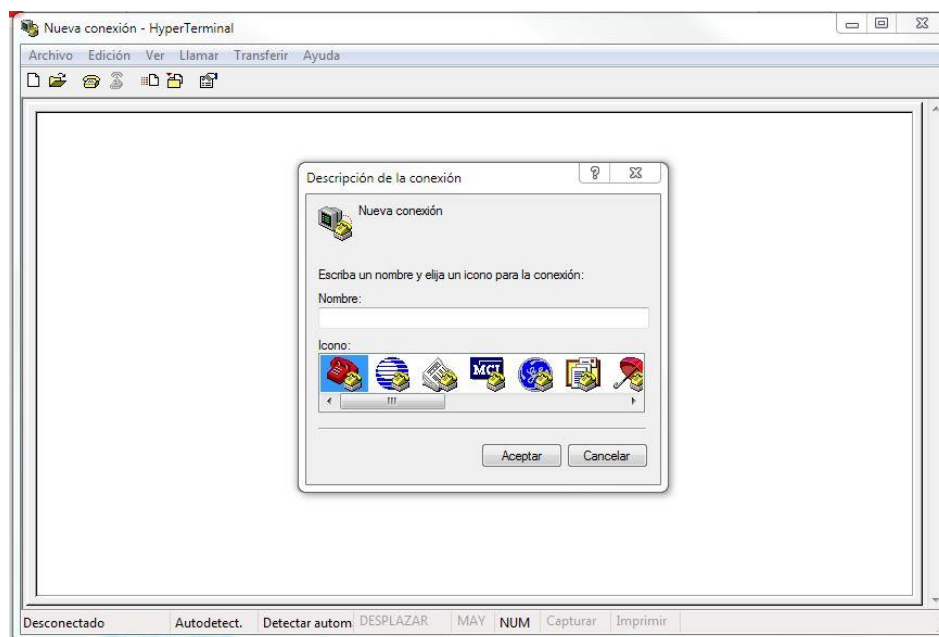 Nueva conexión - HyperTerminal
Archivo Edición Ver Llamar Transferir Ayuda
Descripción de la conexión
Nueva conexión
Escriba un nombre y elija un icono para la conexión:
Nombre:
Icono:
MCI
Aceptar Cancelar
Desconectado Autodetect. Detectar autom DESPLAZAR MAY NUM Capturar Imprimir